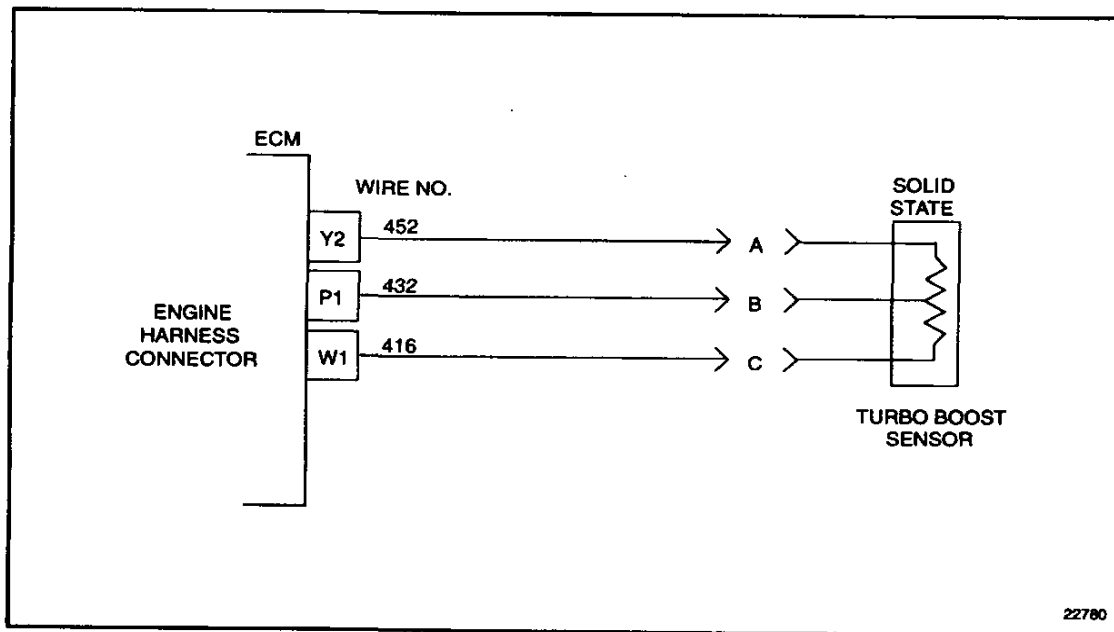 ECM
WIRE NO.
Y2 452
P1 432
W1 416
ENGINE
HARNESS
CONNECTOR
A
B
C
SOLID
STATE
TURBO BOOST
SENSOR
22780